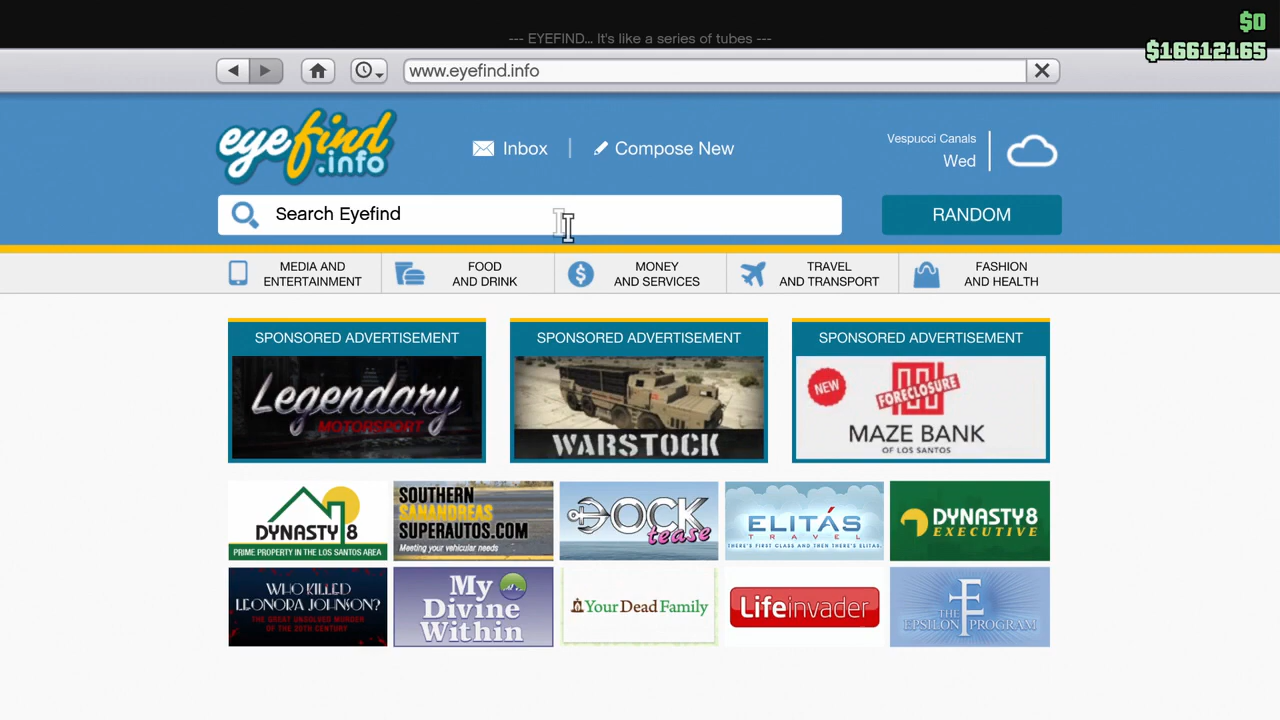 $0
--- EYEFIND... It's like a series of tubes ---
$16612165
www.eyefind.info
eyefind
.info
Inbox
Compose New
Vespucci Canals
Wed
Search Eyefind
RANDOM
MEDIA AND
ENTERTAINMENT
FOOD
AND DRINK
MONEY
AND SERVICES
TRAVEL
AND TRANSPORT
FASHION
AND HEALTH
SPONSORED ADVERTISEMENT
Legendary
MOTORSPORT
SPONSORED ADVERTISEMENT
WARSTOCK
SPONSORED ADVERTISEMENT
NEW
FORECLOSURE
MAZE BANK
OF LOS SANTOS
DYNASTY 8
PRIME PROPERTY IN THE LOS SANTOS AREA
SOUTHERN
SANANDREAS
SUPERAUTOS.COM
Meeting your vehicular needs
DOCK
tease
ELITÁS
TRAVEL
THERE'S FIRST CLASS AND THEN THERE'S ELITAS.
DYNASTY 8
EXECUTIVE
WHO KILLED
LEONORA JOHNSON?
THE GREAT UNSOLVED MURDER
OF THE 20TH CENTURY
My
Divine
Within
Your Dead Family
Lifeinvader
THE
EPSILON PROGRAM